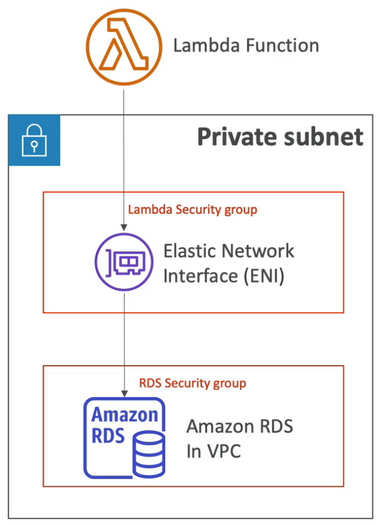 Lambda Function
Private subnet
Lambda Security group
Elastic Network
Interface (ENI)
RDS Security group
Amazon
RDS
Amazon RDS
In VPC